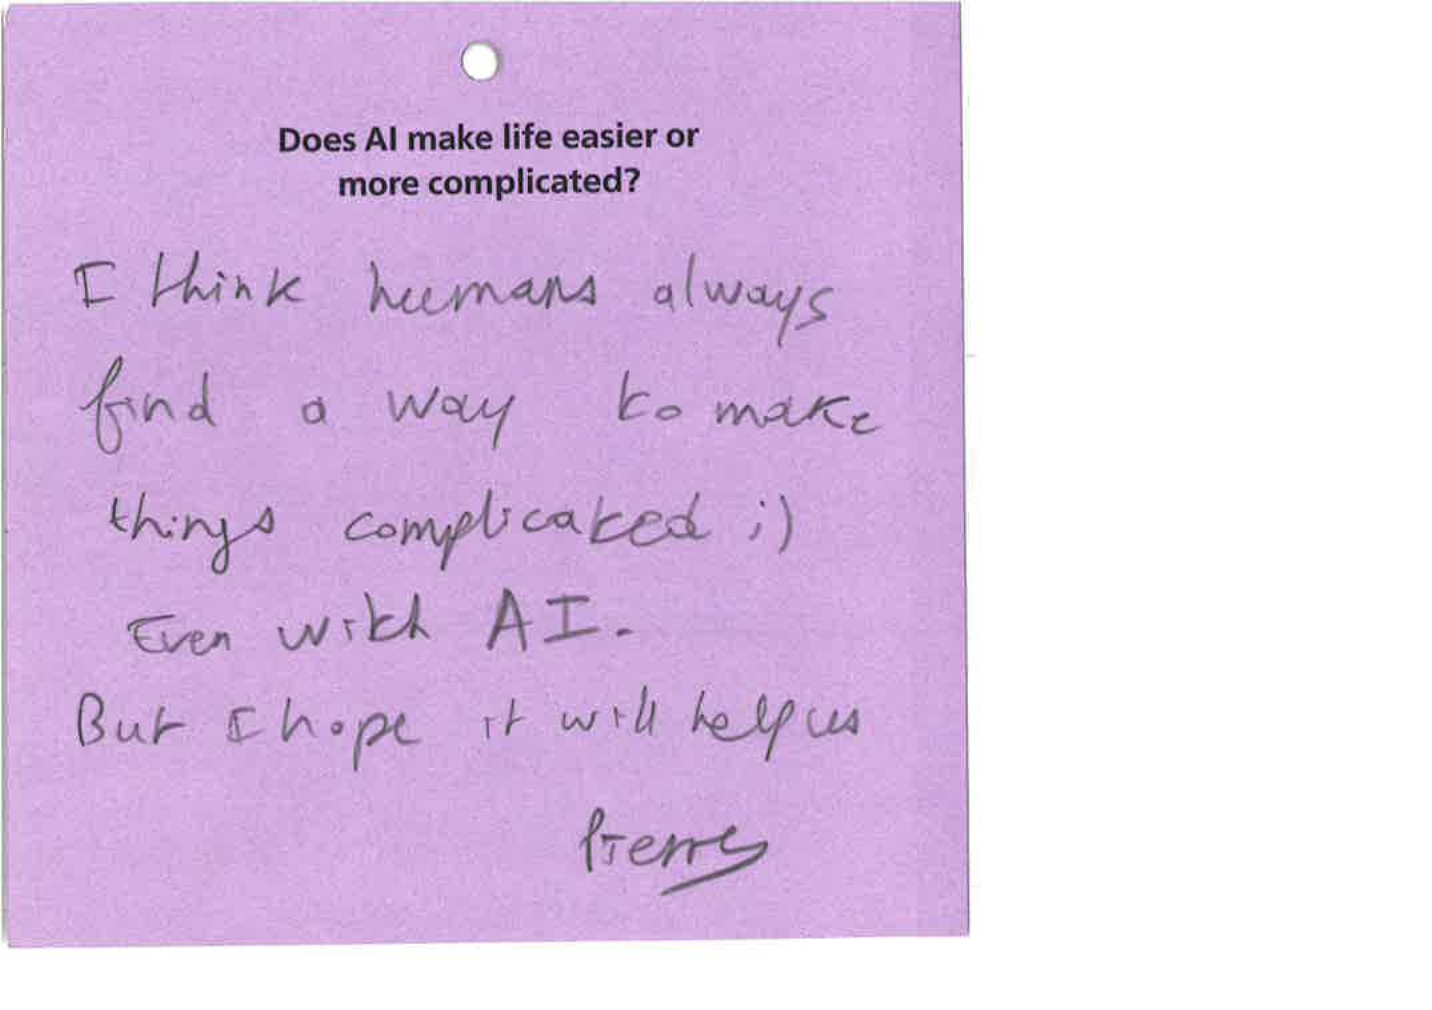 Does AI make life easier or
more complicated?
I think humans always
find a way to make
things complicated ;)
Even with AI.
But I hope it will help us
Pierre